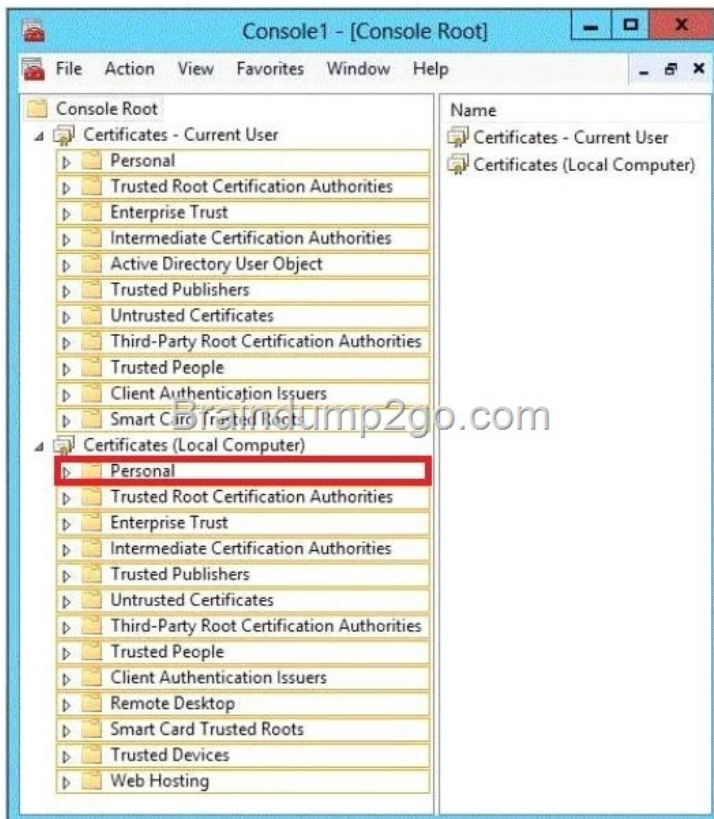 Console1 - [Console Root]
File Action View Favorites Window Help
Console Root
Certificates - Current User
Personal
Trusted Root Certification Authorities
Enterprise Trust
Intermediate Certification Authorities
Active Directory User Object
Trusted Publishers
Untrusted Certificates
Third-Party Root Certification Authorities
Trusted People
Client Authentication Issuers
Smart Card Trusted Roots
Certificates (Local Computer)
Personal
Trusted Root Certification Authorities
Enterprise Trust
Intermediate Certification Authorities
Trusted Publishers
Untrusted Certificates
Third-Party Root Certification Authorities
Trusted People
Client Authentication Issuers
Remote Desktop
Smart Card Trusted Roots
Trusted Devices
Web Hosting
Name
Certificates - Current User
Certificates (Local Computer)
Braindump2go.com